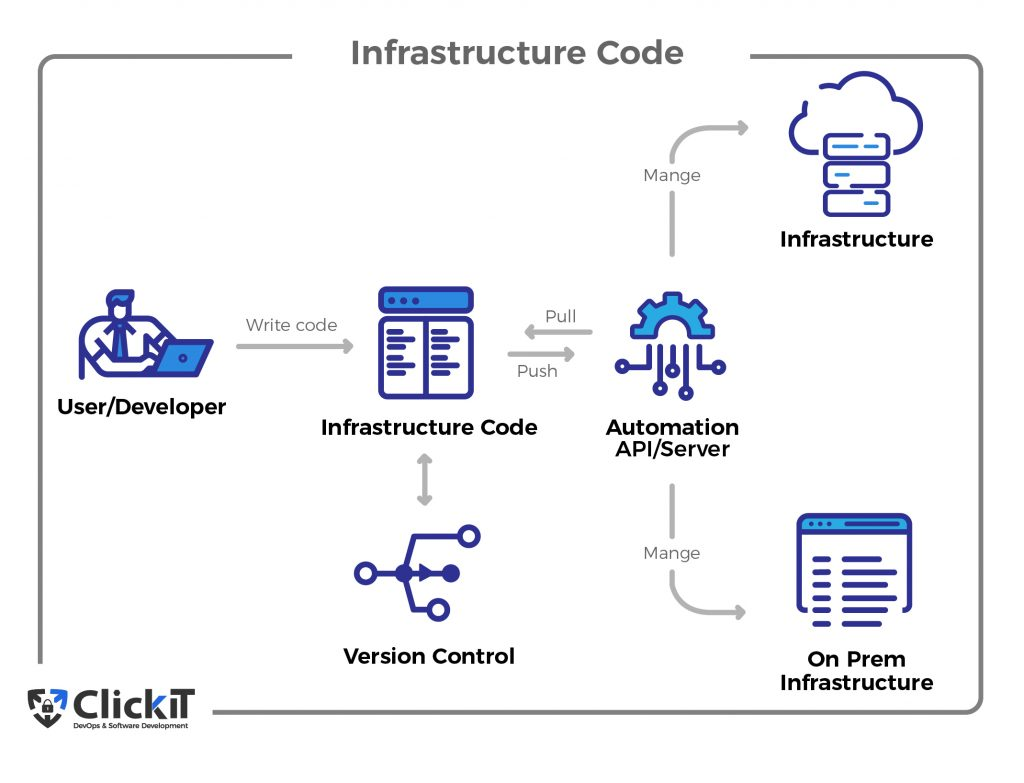 Infrastructure Code
Mange
Infrastructure
Write code
Pull
Push
User/Developer
Infrastructure Code
Automation
API/Server
Mange
Version Control
On Prem
Infrastructure
ClickIT
DevOps & Software Development